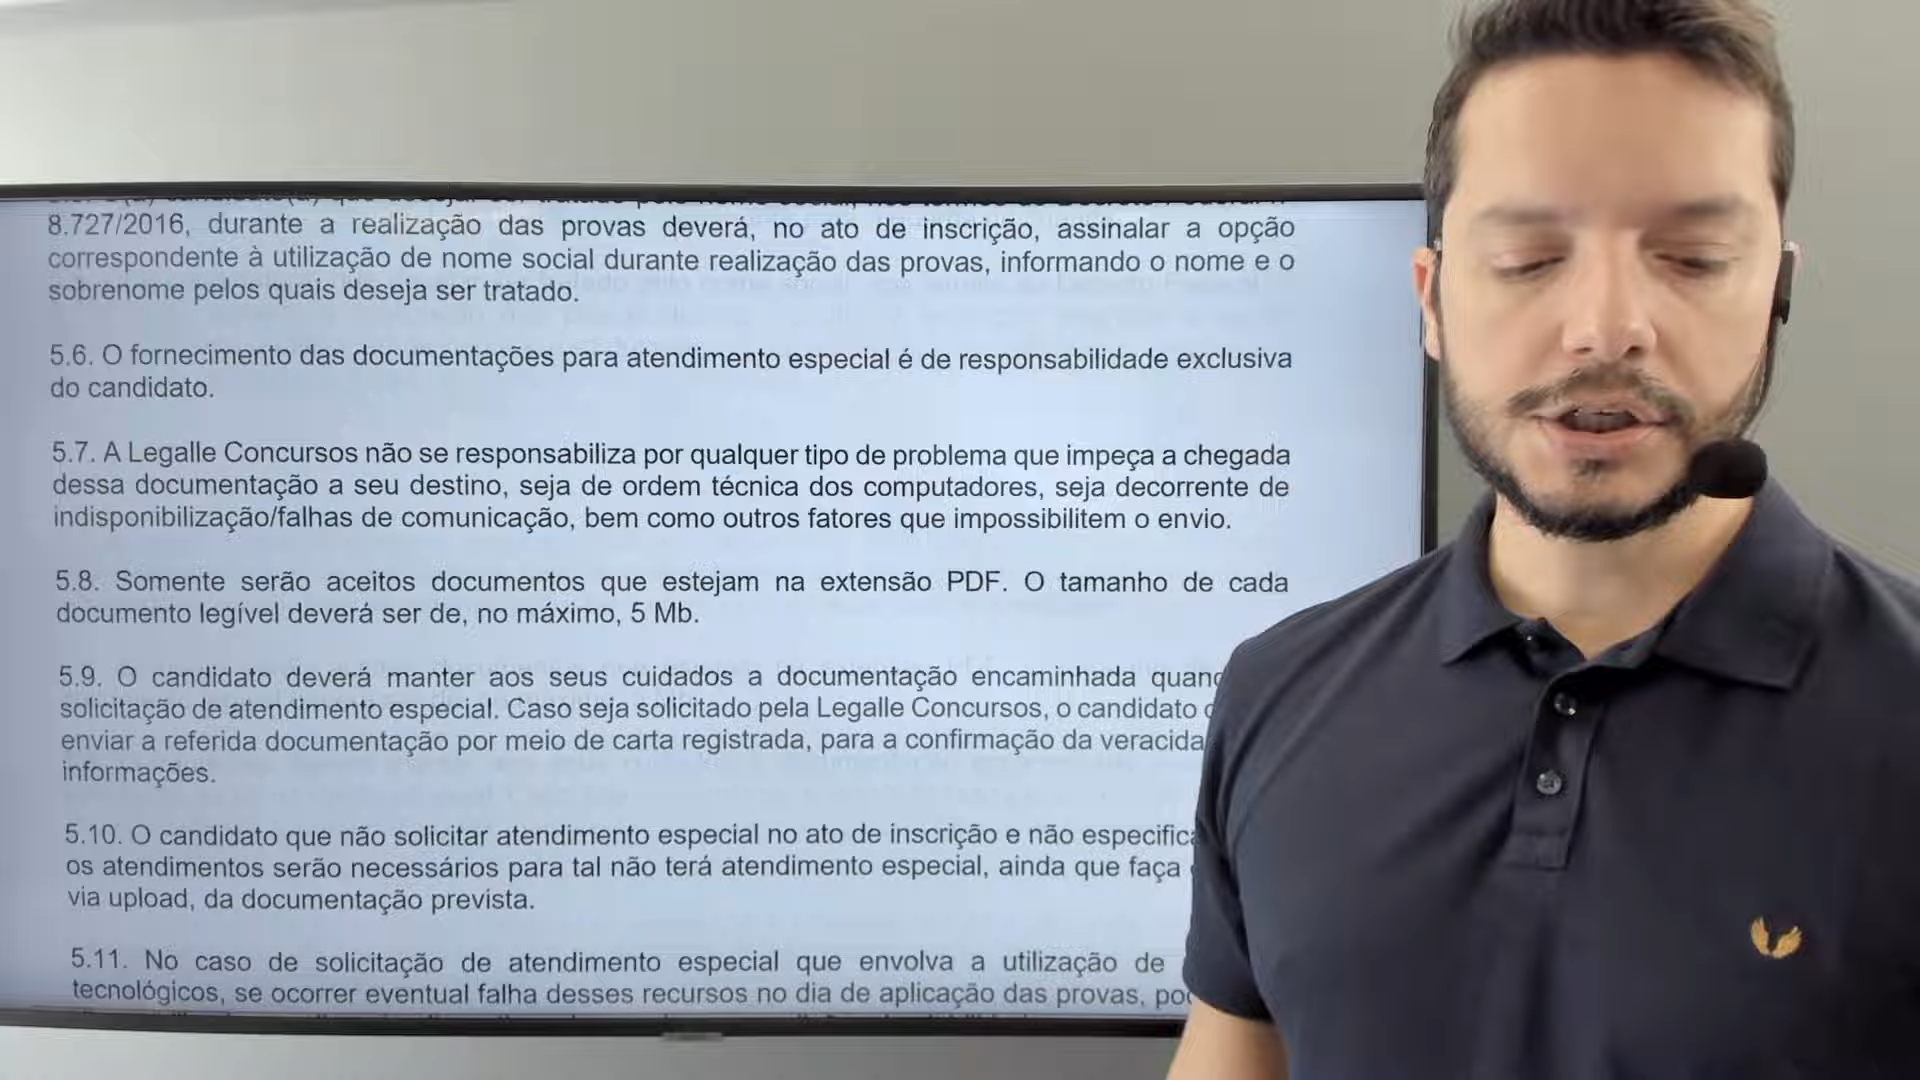 8.727/2016, durante a realização das provas deverá, no ato de inscrição, assinalar a opção
correspondente à utilização de nome social durante realização das provas, informando o nome e o
sobrenome pelos quais deseja ser tratado.
5.6. O fornecimento das documentações para atendimento especial é de responsabilidade exclusiva
do candidato.
5.7. A Legalle Concursos não se responsabiliza por qualquer tipo de problema que impeça a chegada
dessa documentação a seu destino, seja de ordem técnica dos computadores, seja decorrente de
indisponibilização/falhas de comunicação, bem como outros fatores que impossibilitem o envio.
5.8. Somente serão aceitos documentos que estejam na extensão PDF. O tamanho de cada
documento legível deverá ser de, no máximo, 5 Mb.
5.9. O candidato deverá manter aos seus cuidados a documentação encaminhada
solicitação de atendimento especial. Caso seja solicitado pela Legalle Concursos, o candidato
enviar a referida documentação por meio de carta registrada, para a confirmação da
informações.
5.10. O candidato que não solicitar atendimento especial no ato de inscrição e não
os atendimentos serão necessários para tal não terá atendimento especial, ainda que faça
via upload, da documentação prevista.
5.11. No caso de solicitação de atendimento especial que envolva a utilização de
tecnológicos, se ocorrer eventual falha desses recursos no dia de aplicação das provas,